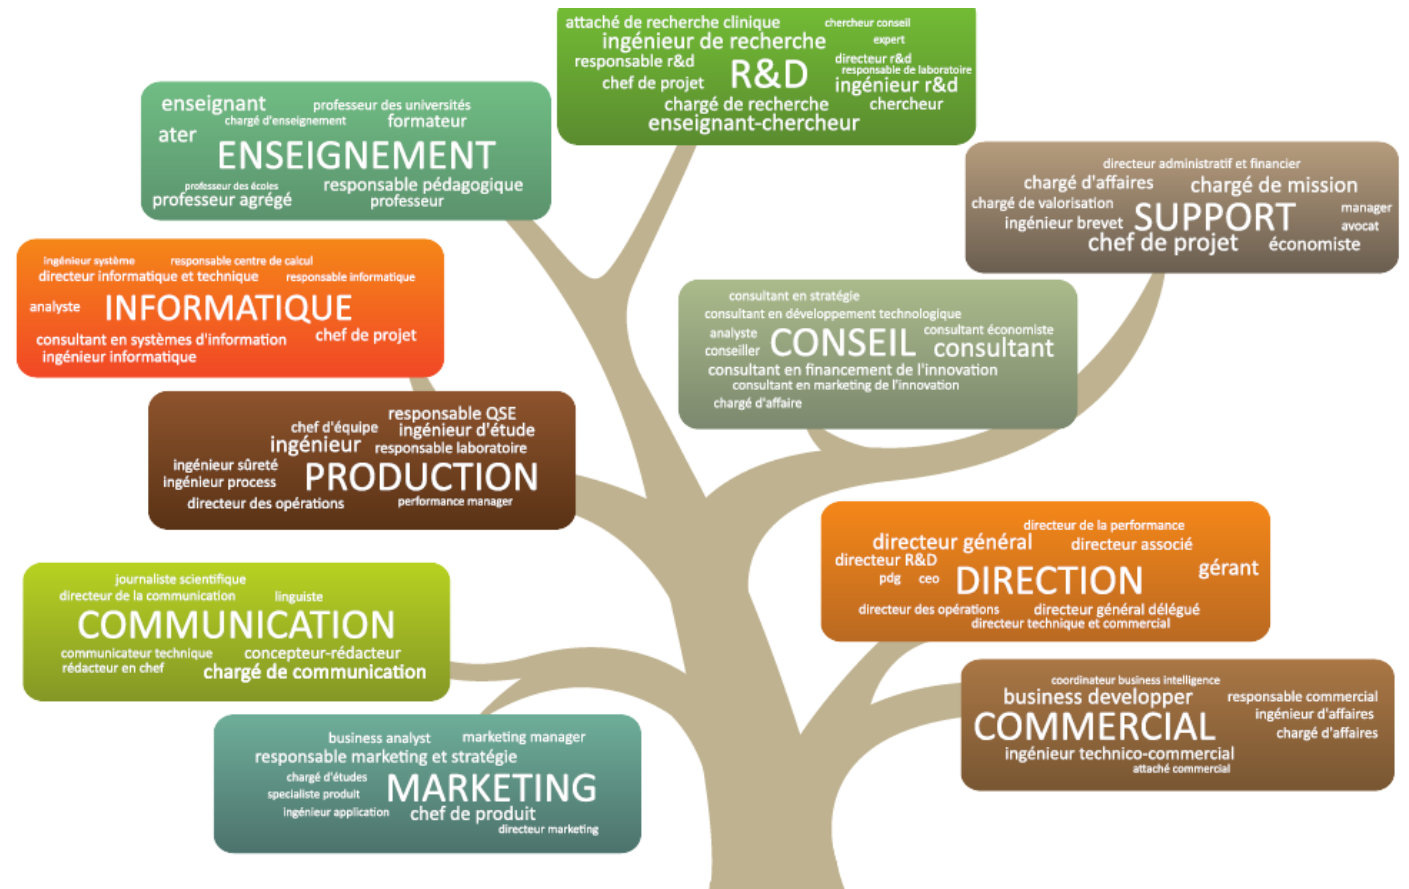 attaché de recherche clinique
chercheur conseil
ingénieur de recherche
expert
responsable r&d
directeur r&d
responsable de laboratoire
chef de projet
R&D
ingénieur r&d
chargé de recherche
chercheur
enseignant-chercheur
enseignant
professeur des universités
chargé d'enseignement
formateur
ater
ENSEIGNEMENT
professeur des écoles
responsable pédagogique
professeur agrégé
professeur
directeur administratif et financier
chargé d'affaires
chargé de mission
chargé de valorisation
manager
ingénieur brevet
SUPPORT
avocat
chef de projet
économiste
ingénieur système
responsable centre de calcul
directeur informatique et technique
responsable informatique
analyste
INFORMATIQUE
consultant en systèmes d'information
chef de projet
ingénieur informatique
consultant en stratégie
consultant en développement technologique
analyste
consultant économiste
conseiller
CONSEIL
consultant
consultant en financement de l'innovation
consultant en marketing de l'innovation
chargé d'affaire
responsable QSE
chef d'équipe
ingénieur d'étude
ingénieur
responsable laboratoire
ingénieur sûreté
PRODUCTION
ingénieur process
directeur des opérations
performance manager
directeur de la performance
directeur général
directeur associé
directeur R&D
gérant
pdg
ceo
DIRECTION
directeur des opérations
directeur général délégué
directeur technique et commercial
journaliste scientifique
directeur de la communication
linguiste
COMMUNICATION
communicateur technique
concepteur-rédacteur
rédacteur en chef
chargé de communication
coordinateur business intelligence
business developper
responsable commercial
COMMERCIAL
ingénieur d'affaires
chargé d'affaires
ingénieur technico-commercial
attaché commercial
business analyst
marketing manager
responsable marketing et stratégie
chargé d'études
MARKETING
specialiste produit
ingénieur application
chef de produit
directeur marketing